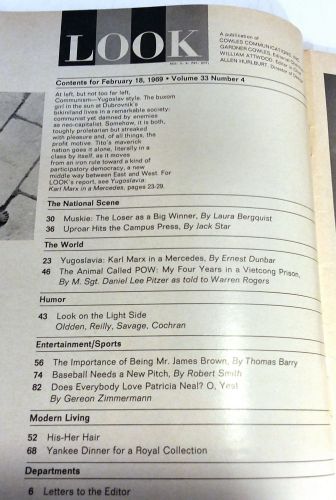 LOOK
A publication of
COWLES COMMUNICATIONS, INC.
GARDNER COWLES, Editorial
WILLIAM ATTWOOD, Editor in
ALLEN HURLBURT, Director of
Contents for February 18, 1969 • Volume 33 Number 4
At left, but not too far left,
Communism—Yugoslav style. The buxom
girl in the sun at Dubrovnik's
bikiniland lives in a remarkable society:
communist yet damned by enemies
as neo-capitalist. Somehow, it is both,
toughly proletarian but streaked
with pleasure and, of all things, the
profit motive. Tito's maverick
nation goes it alone, literally in a
class by itself, as it moves
from an iron rule toward a kind of
participatory democracy, a new
middle way between East and West. For
LOOK's report, see Yugoslavia:
Karl Marx in a Mercedes, pages 23-29.
The National Scene
30 Muskie: The Loser as a Big Winner, By Laura Bergquist
36 Uproar Hits the Campus Press, By Jack Star
The World
23 Yugoslavia: Karl Marx in a Mercedes, By Ernest Dunbar
46 The Animal Called POW: My Four Years in a Vietcong Prison,
By M. Sgt. Daniel Lee Pitzer as told to Warren Rogers
Humor
43 Look on the Light Side
Oldden, Reilly, Savage, Cochran
Entertainment/Sports
56 The Importance of Being Mr. James Brown, By Thomas Barry
74 Baseball Needs a New Pitch, By Robert Smith
82 Does Everybody Love Patricia Neal? O, Yes!
By Gereon Zimmermann
Modern Living
52 His-Her Hair
68 Yankee Dinner for a Royal Collection
Departments
6 Letters to the Editor